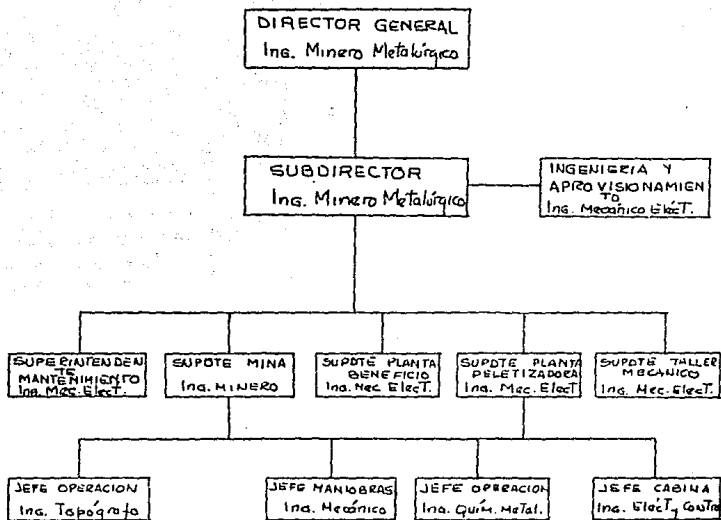 DIRECTOR GENERAL
Ing. Minero Metalúrgico
SUBDIRECTOR
Ing. Minero Metalúrgico
INGENIERIA Y
APROVISIONAMIEN
TO
Ing. Mecánico Eléct.
SUPERINTENDEN
TE
MANTENIMIENTO
Ing. Mec. Elect.
SUPDTE MINA
Ing. MINERO
SUPDTE PLANTA
BENEFICIO
Ing. Mec Elect.
SUPDTE PLANTA
PELETIZADORA
Ing. Mec. Elect
SUPDTE TALLER
MECANICO
Ing. Mec. Elect
JEFE OPERACION
Ing. Topógrafo
JEFE MANIOBRAS
Ing. Mecánico
JEFE OPERACION
Ing. Quím. Metal.
JEFE CABINA
Ing. Elect y Contr